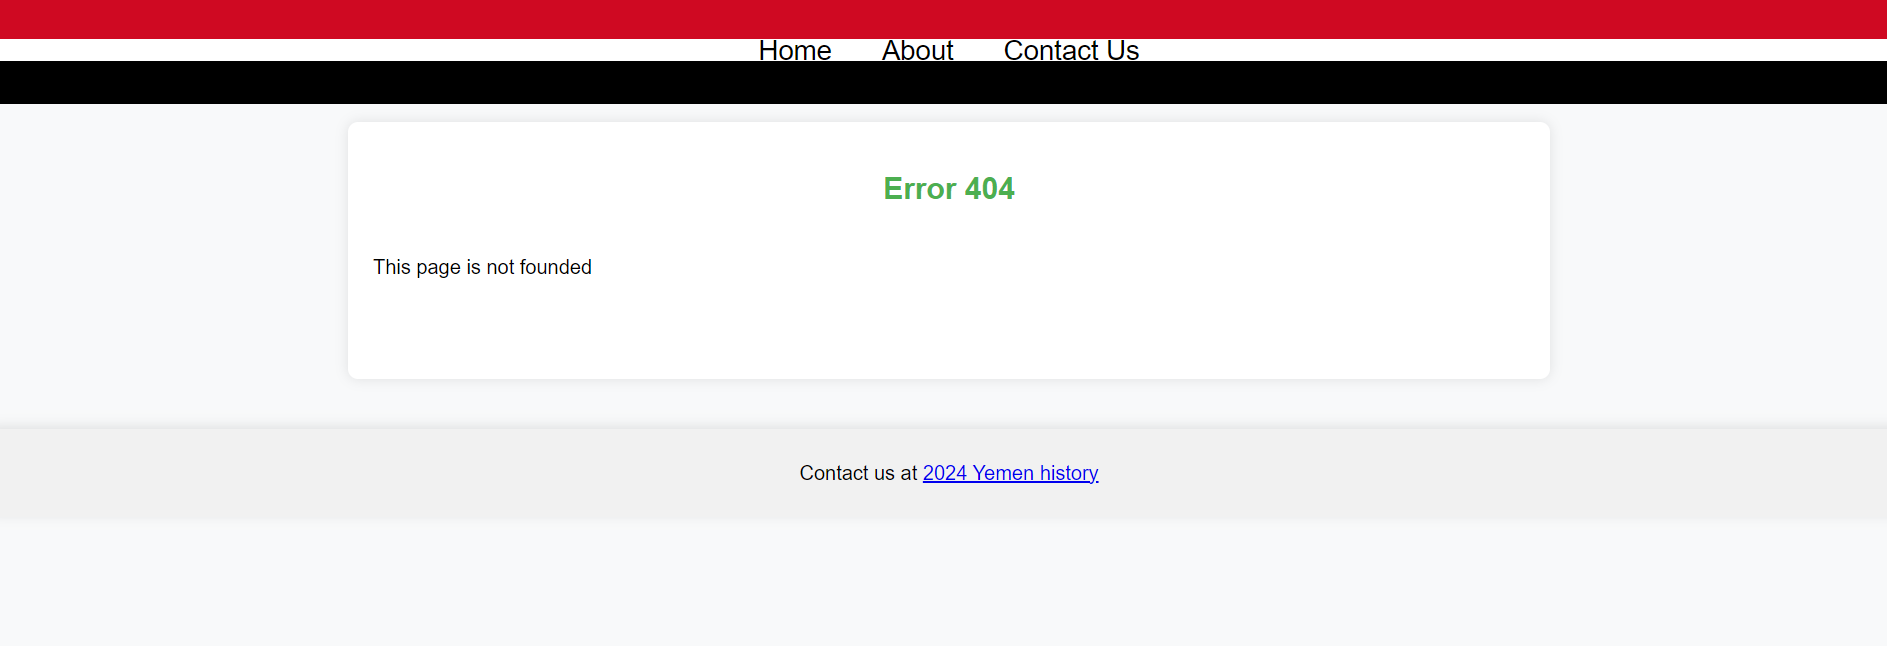 Home About Contact Us
Error 404
This page is not founded
Contact us at 2024 Yemen history